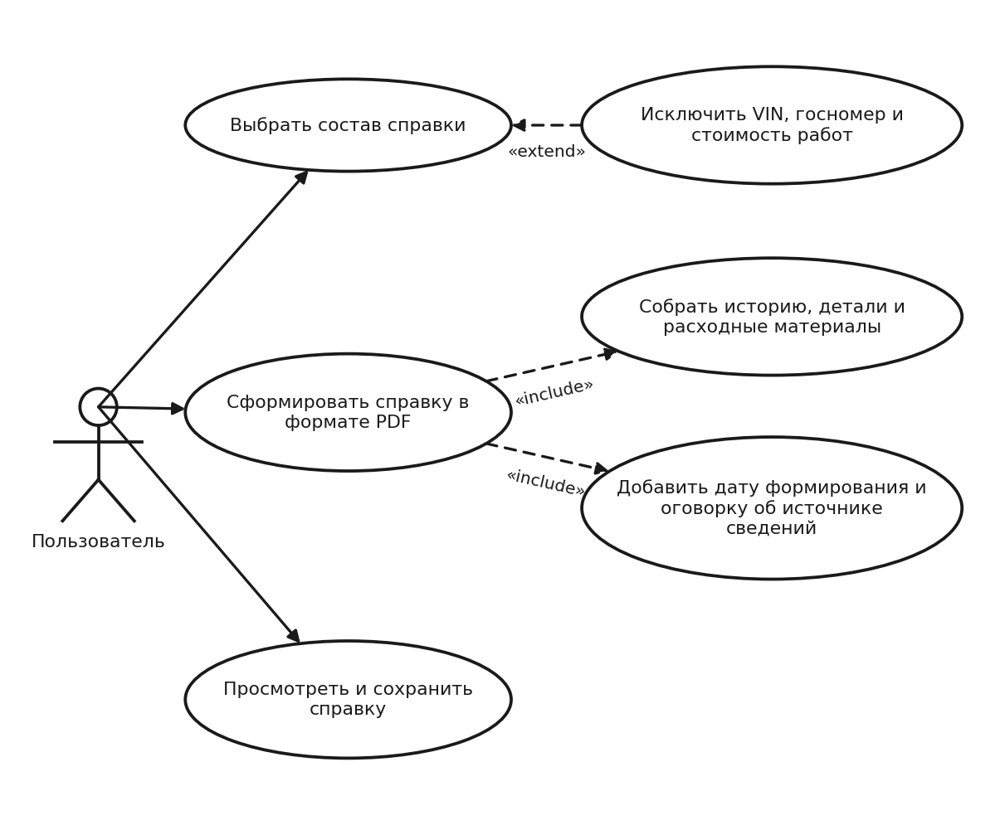 Выбрать состав справки
Исключить VIN, госномер и
стоимость работ
«extend»
Собрать историю, детали и
расходные материалы
Сформировать справку в
формате PDF
«include»
«include»
Добавить дату формирования и
оговорку об источнике
сведений
Пользователь
Просмотреть и сохранить
справку